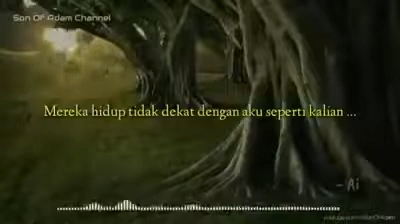 Son Of Adam Channel
Mereka hidup tidak dekat dengan aku seperti kalian ...
- Ai